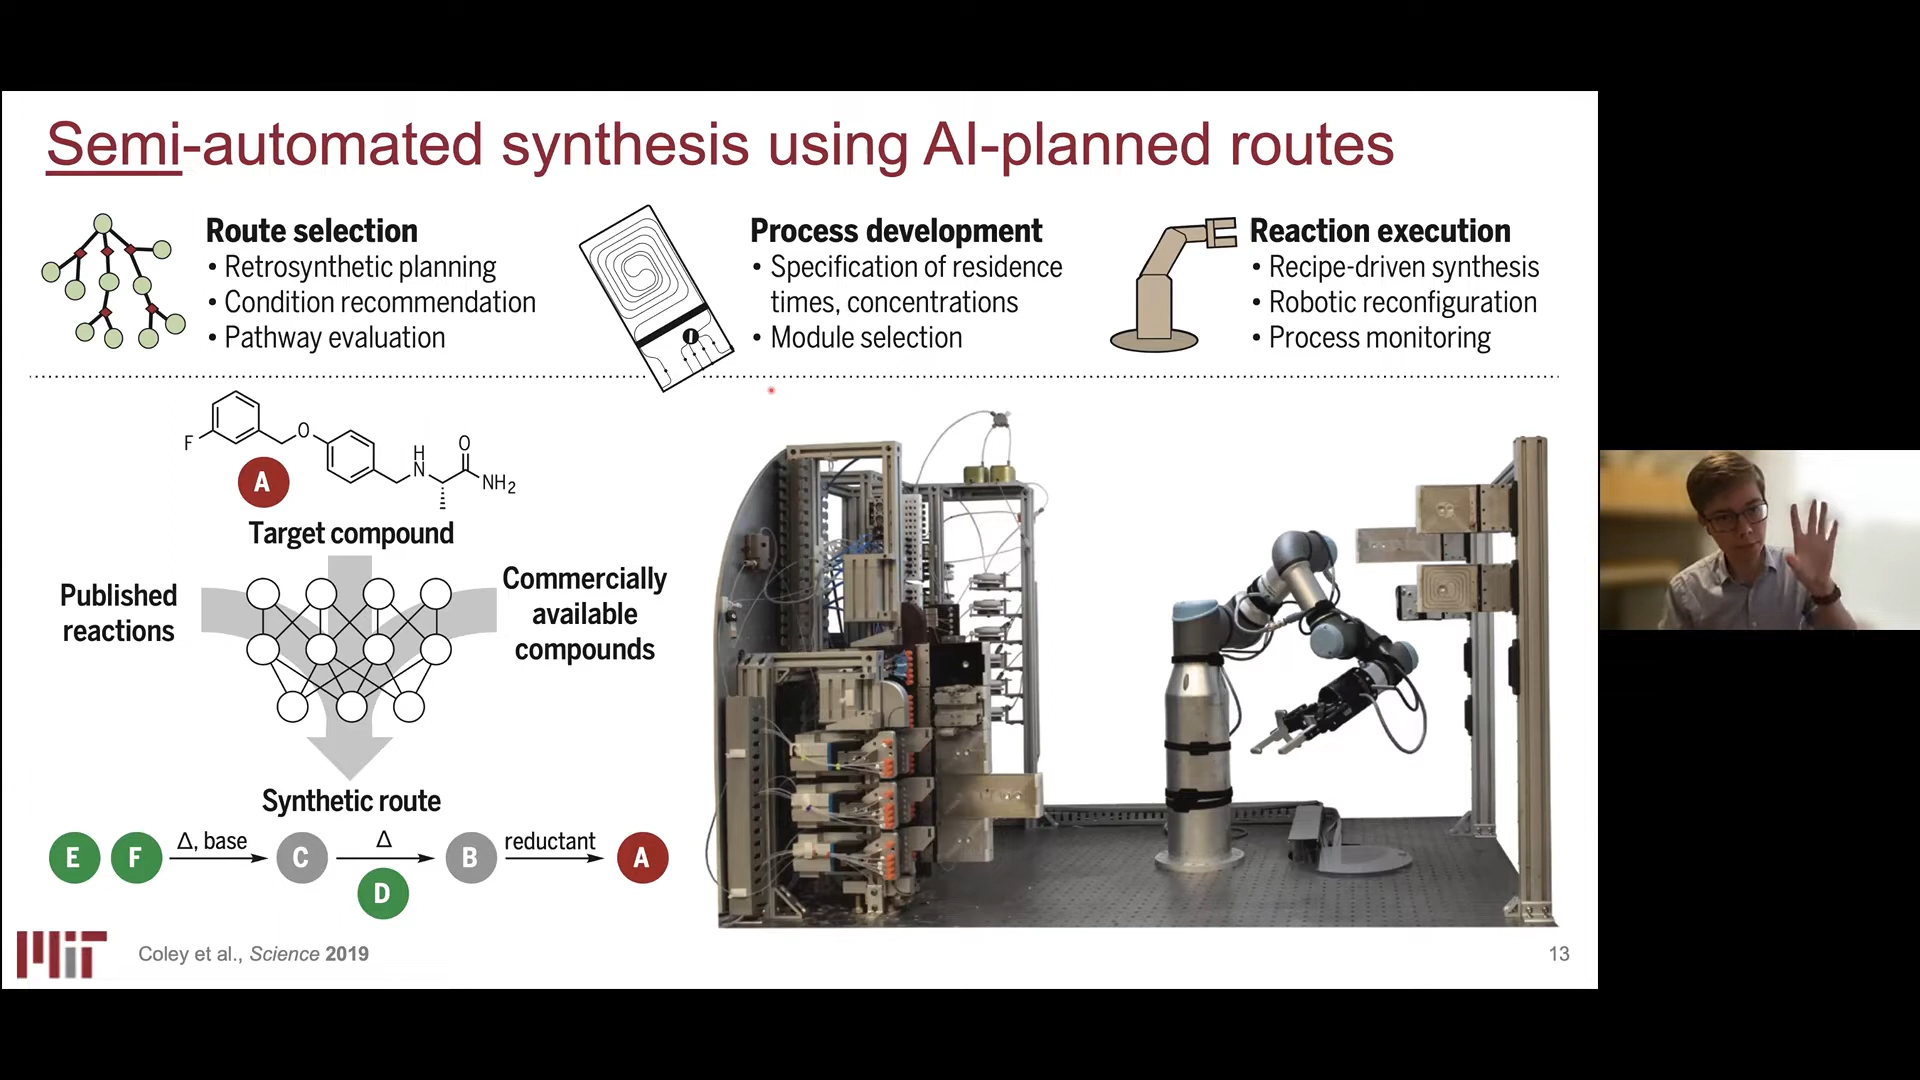 Semi-automated synthesis using AI-planned routes
Route selection
• Retrosynthetic planning
• Condition recommendation
• Pathway evaluation
Process development
• Specification of residence
times, concentrations
• Module selection
Reaction execution
• Recipe-driven synthesis
• Robotic reconfiguration
• Process monitoring
F
O
H
N
O
NH2
A
Target compound
Published
reactions
Commercially
available
compounds
Synthetic route
E F Δ, base C Δ B reductant A
D
MIT
Coley et al., Science 2019
13